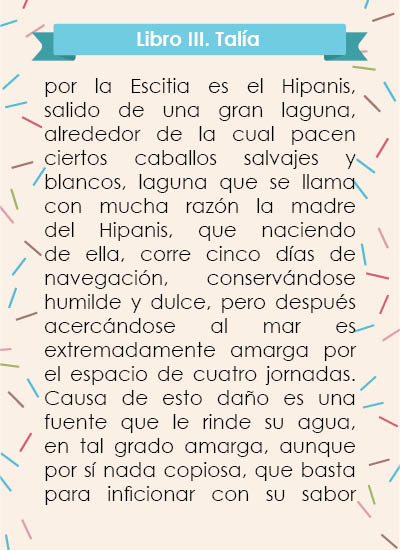 Libro III. Talía
por la Escitia es el Hipanis,
salido de una gran laguna,
alrededor de la cual pacen
ciertos caballos salvajes y
blancos, laguna que se llama
con mucha razón la madre
del Hipanis, que naciendo
de ella, corre cinco días de
navegación, conservándose
humilde y dulce, pero después
acercándose al mar es
extremadamente amarga por
el espacio de cuatro jornadas.
Causa de esto daño es una
fuente que le rinde su agua,
en tal grado amarga, aunque
por sí nada copiosa, que basta
para inficionar con su sabor